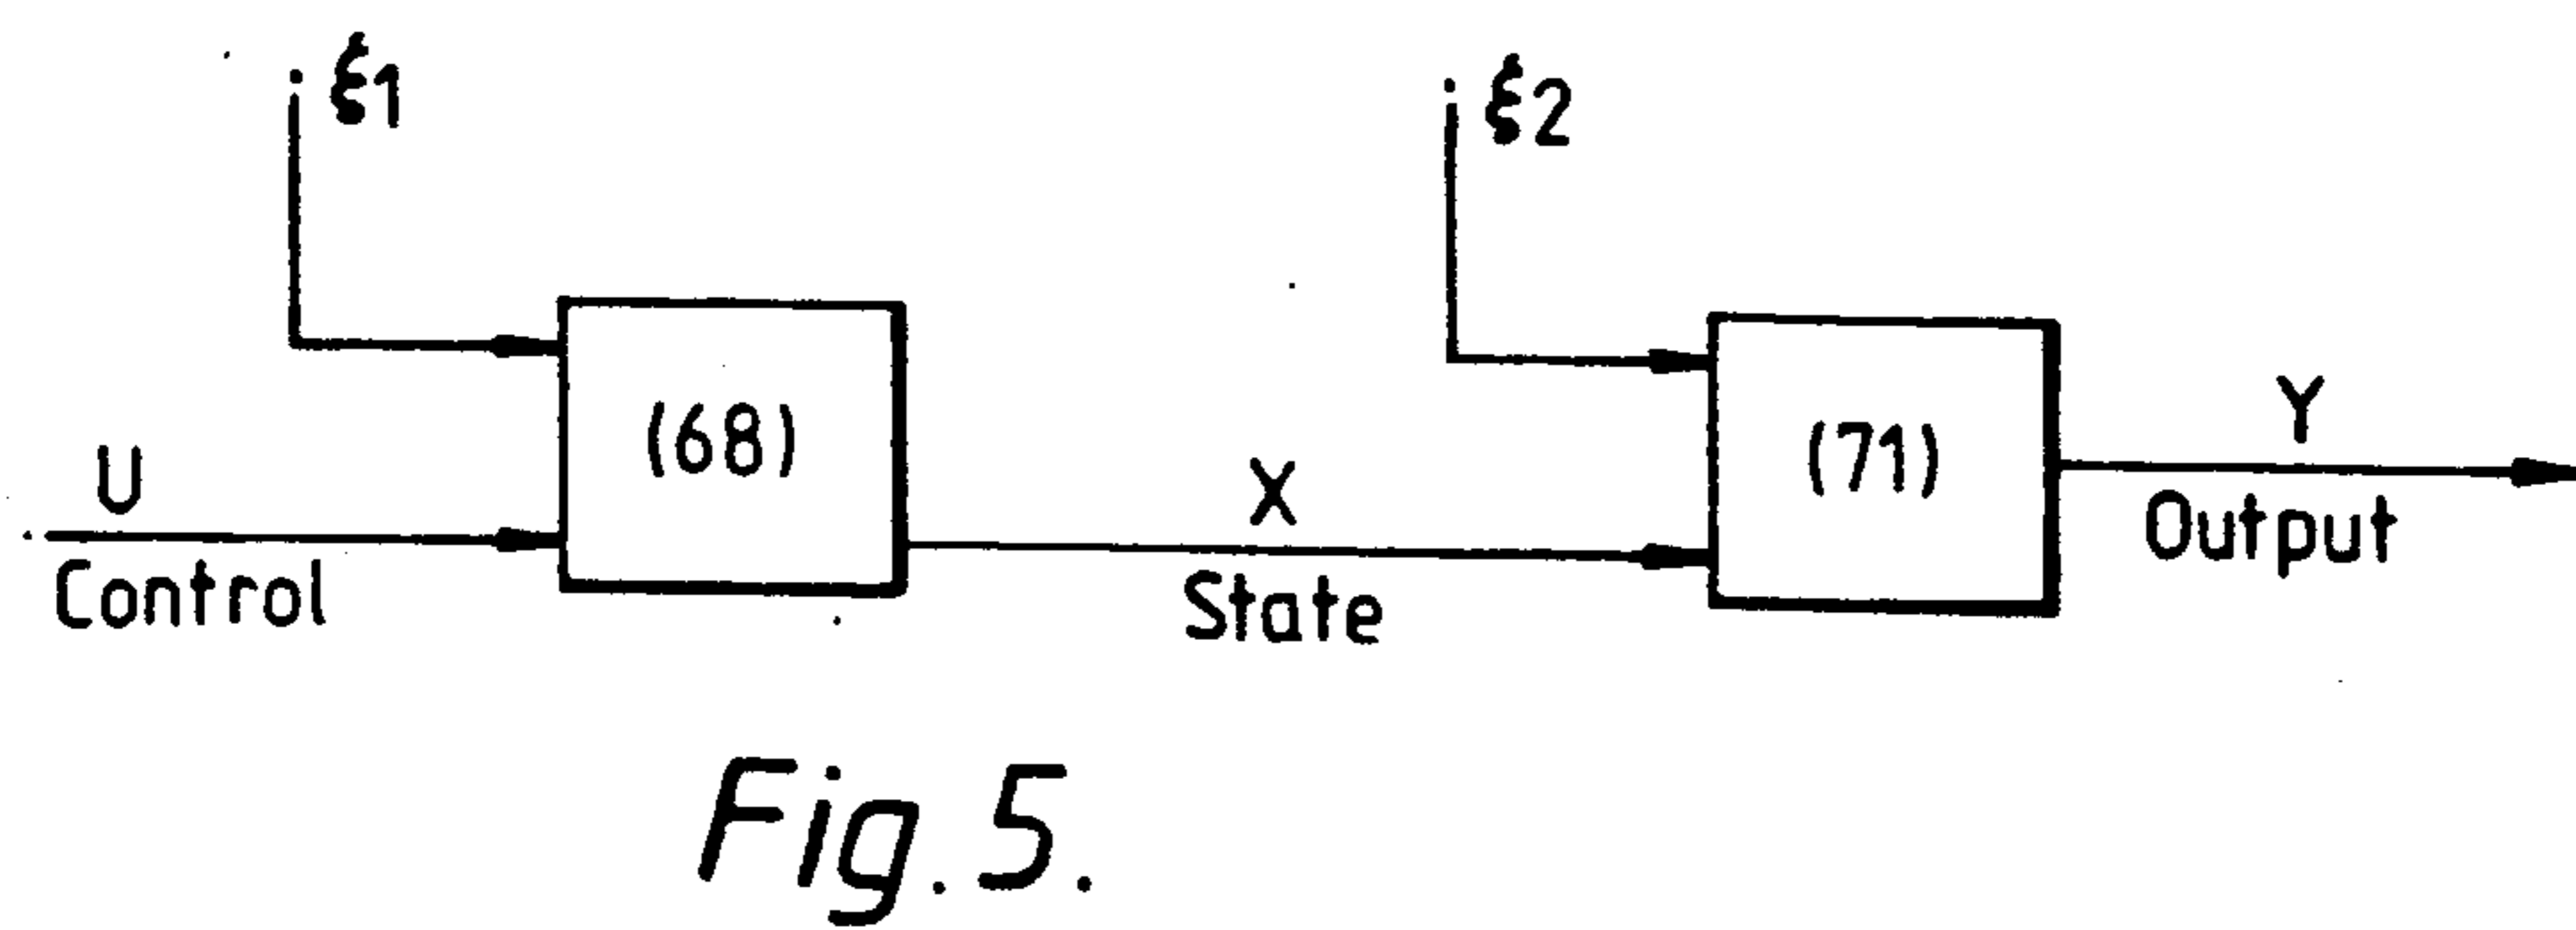 ξ1
ξ2
U
Control
(68)
X
State
(71)
Y
Output
Fig. 5.